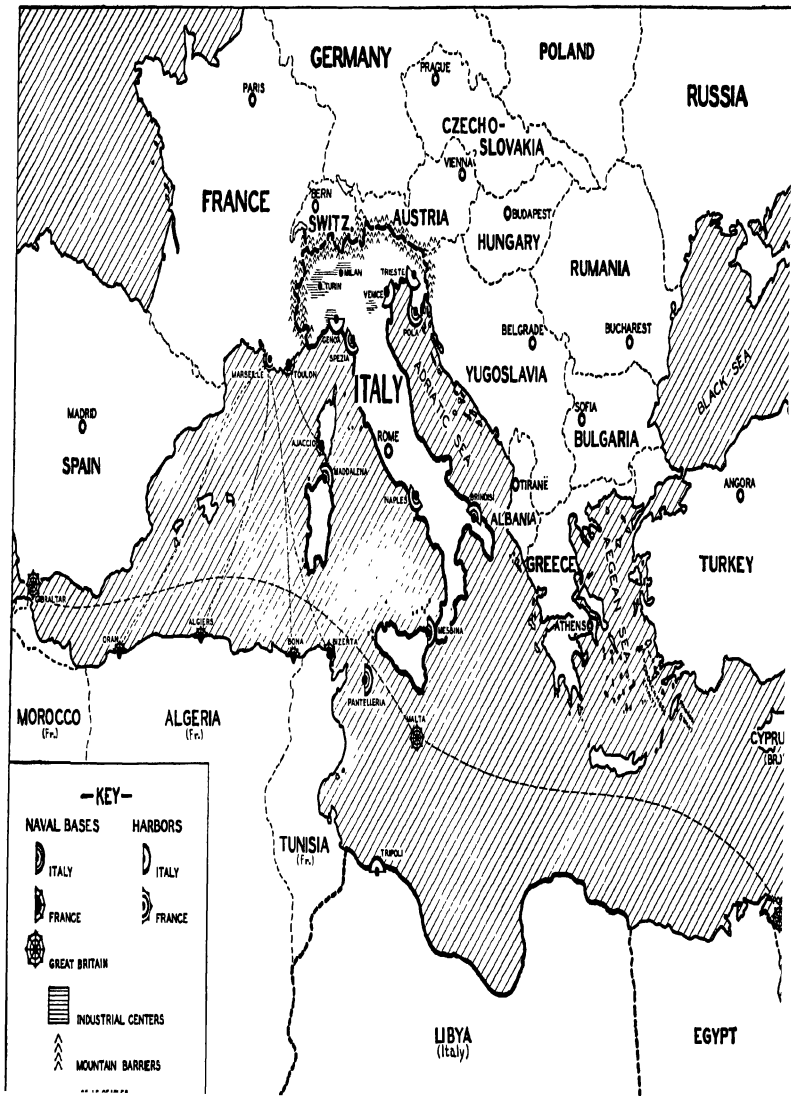 GERMANY
POLAND
PRAGUE
PARIS
RUSSIA
CZECHO-
SLOVAKIA
VIENNA
BERN
FRANCE
SWITZ.
AUSTRIA
BUDAPEST
HUNGARY
RUMANIA
MILAN
TRIESTE
TURIN
VENICE
GENOA
POLA
SPEZIA
BELGRADE
BUCHAREST
MARSEILLE
TOULON
ITALY
ADRIATIC SEA
YUGOSLAVIA
BLACK SEA
MADRID
SOFIA
BULGARIA
AJACCIO
ROME
SPAIN
MADDALENA
TIRANË
ANGORA
NAPLES
BRINDISI
ALBANIA
GREECE
AEGEAN SEA
TURKEY
GIBRALTAR
ORAN
ALGIERS
BONA
BIZERTA
MESSINA
ATHENS
PANTELLERIA
MALTA
MOROCCO
(Fr.)
ALGERIA
(Fr.)
CYPRU
(BR.)
-KEY-
NAVAL BASES
HARBORS
ITALY
ITALY
FRANCE
FRANCE
GREAT BRITAIN
INDUSTRIAL CENTERS
MOUNTAIN BARRIERS
TUNISIA
(Fr.)
TRIPOLI
LIBYA
(Italy)
EGYPT